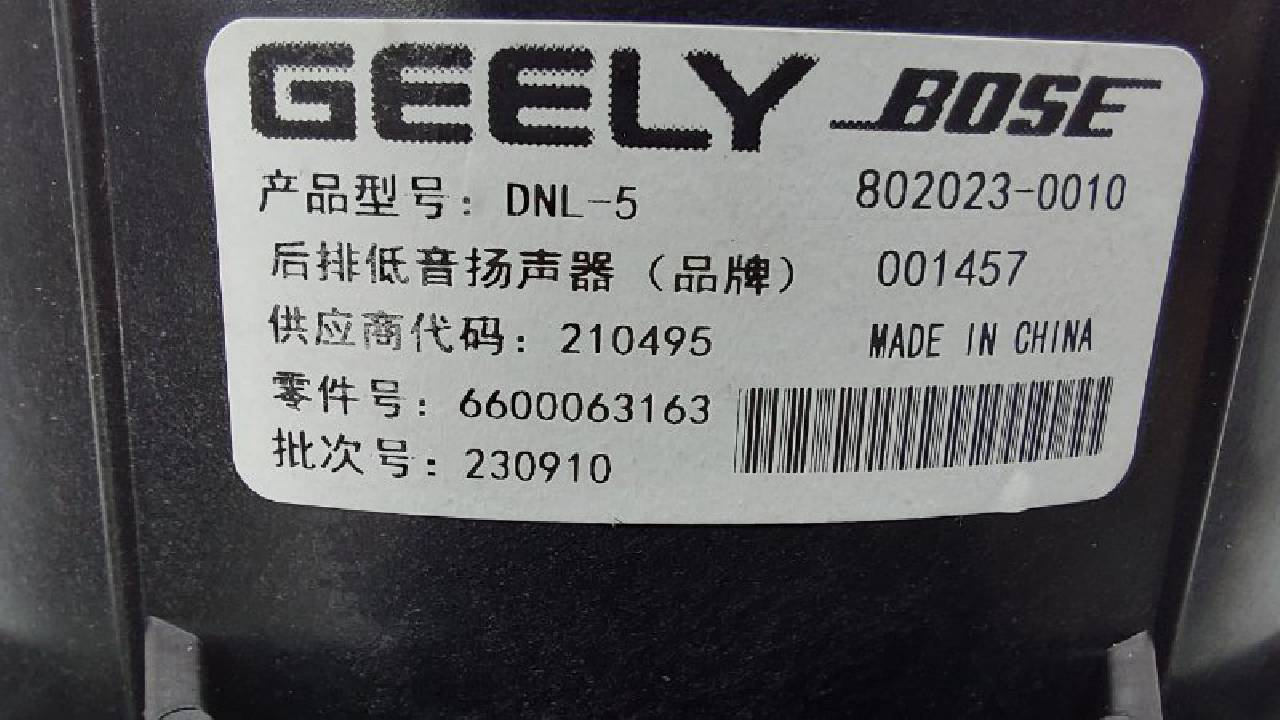 GEELY BOSE
产品型号：DNL-5 802023-0010
后排低音扬声器（品牌） 001457
供应商代码：210495 MADE IN CHINA
零件号：6600063163
批次号：230910